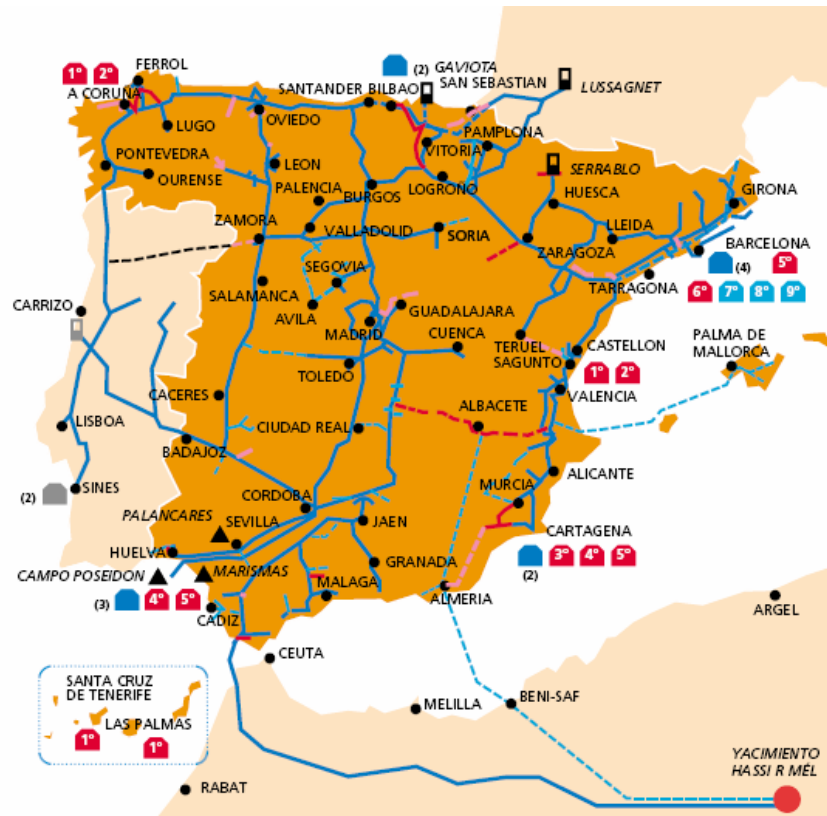 FERROL
1º 2º
A CORUÑA
LUGO
OVIEDO
SANTANDER BILBAO
(2) GAVIOTA
SAN SEBASTIAN
LUSSAGNET
PAMPLONA
VITORIA
PONTEVEDRA
OURENSE
LEON
PALENCIA
BURGOS
LOGROÑO
SERRABLO
HUESCA
GIRONA
ZAMORA
VALLADOLID
SORIA
ZARAGOZA
LLEIDA
BARCELONA
(4) 5º
6º 7º 8º 9º
TARRAGONA
SEGOVIA
SALAMANCA
AVILA
MADRID
GUADALAJARA
CUENCA
CARRIZO
TERUEL
SAGUNTO
CASTELLON
1º 2º
VALENCIA
PALMA DE
MALLORCA
TOLEDO
CACERES
CIUDAD REAL
ALBACETE
LISBOA
BADAJOZ
(2) SINES
CORDOBA
MURCIA
ALICANTE
PALANCARES
SEVILLA
JAEN
CARTAGENA
(2) 3º 4º 5º
HUELVA
CAMPO POSEIDON
MARISMAS
GRANADA
MALAGA
ALMERIA
(3) 4º 5º
CADIZ
ARGEL
CEUTA
MELILLA
BENI-SAF
SANTA CRUZ
DE TENERIFE
LAS PALMAS
1º
1º
RABAT
YACIMIENTO
HASSI R MÉL